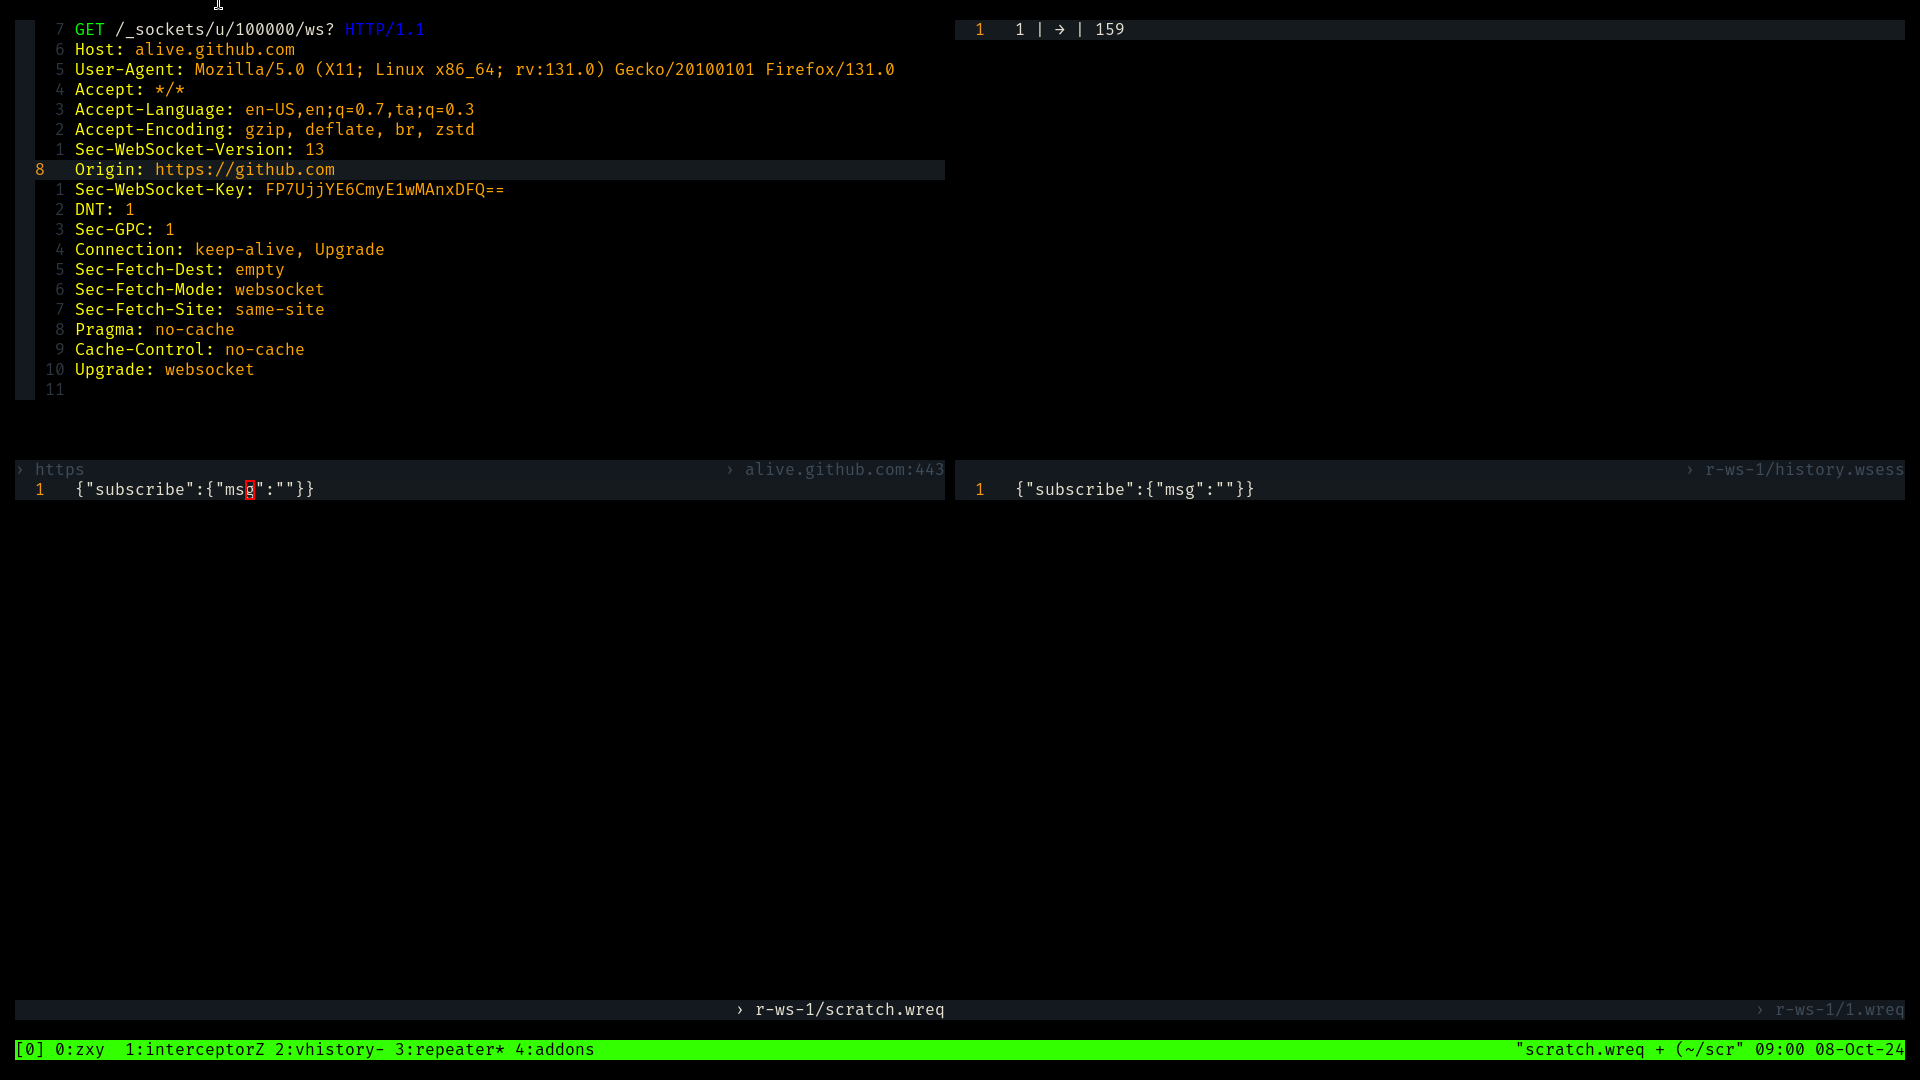 7 GET /_sockets/u/100000/ws? HTTP/1.1
6 Host: alive.github.com
5 User-Agent: Mozilla/5.0 (X11; Linux x86_64; rv:131.0) Gecko/20100101 Firefox/131.0
4 Accept: */*
3 Accept-Language: en-US,en;q=0.7,ta;q=0.3
2 Accept-Encoding: gzip, deflate, br, zstd
1 Sec-WebSocket-Version: 13
8 Origin: https://github.com
1 Sec-WebSocket-Key: FP7UjjYE6CmyE1wMAnxDFQ==
2 DNT: 1
3 Sec-GPC: 1
4 Connection: keep-alive, Upgrade
5 Sec-Fetch-Dest: empty
6 Sec-Fetch-Mode: websocket
7 Sec-Fetch-Site: same-site
8 Pragma: no-cache
9 Cache-Control: no-cache
10 Upgrade: websocket
11
› https › alive.github.com:443
1 1 | → | 159
› r-ws-1/history.wsess
1 {"subscribe":{"msg":""}}
› r-ws-1/scratch.wreq
1 {"subscribe":{"msg":""}}
› r-ws-1/1.wreq
[0] 0:zxy 1:interceptorZ 2:vhistory- 3:repeater* 4:addons "scratch.wreq + (~/scr" 09:00 08-Oct-24